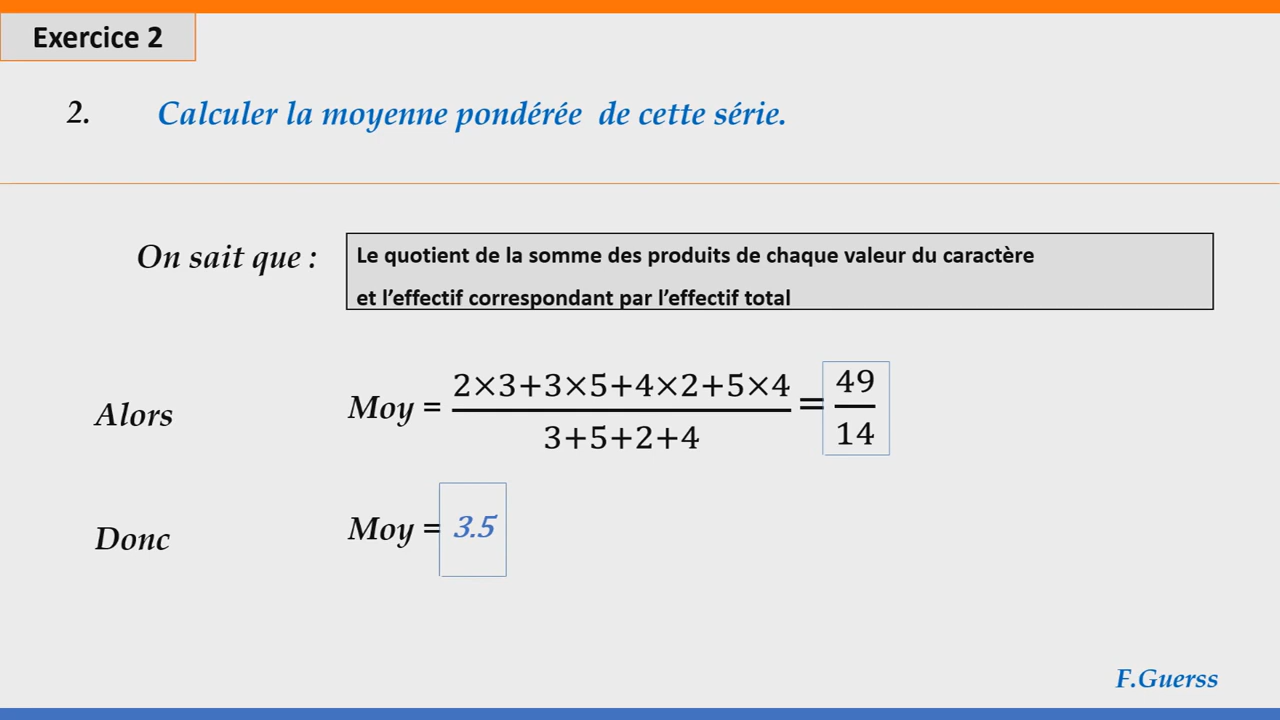 Exercice 2
2. Calculer la moyenne pondérée de cette série.
On sait que : Le quotient de la somme des produits de chaque valeur du caractère
et l'effectif correspondant par l'effectif total
Alors Moy = \frac{2×3+3×5+4×2+5×4}{3+5+2+4} = \frac{49}{14}
Donc Moy = 3.5
F.Guerss